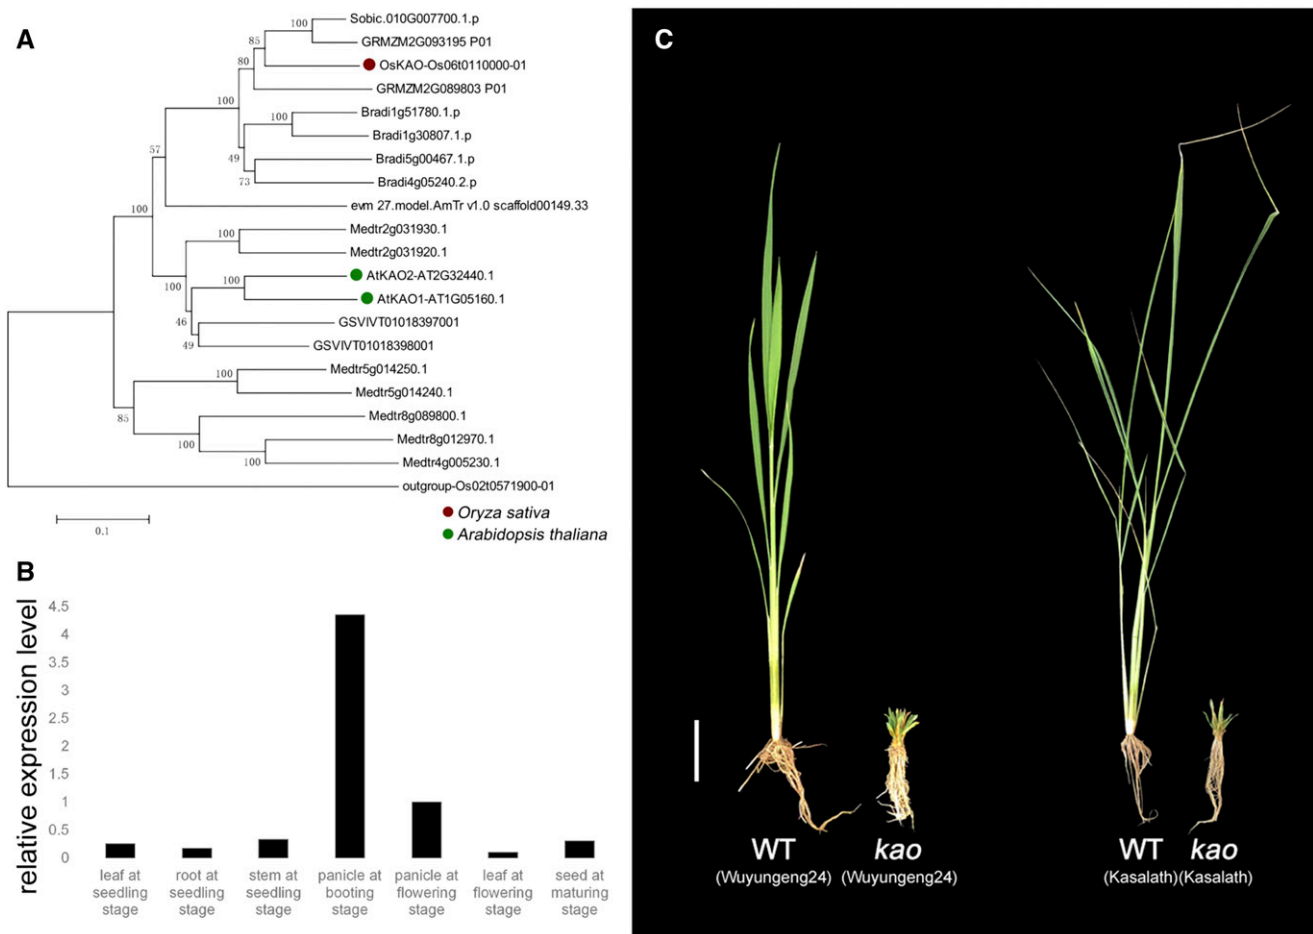 A
Sobic.010G007700.1.p
GRMZM2G093195 P01
OsKAO-Os06t0110000-01
GRMZM2G089803 P01
Bradi1g51780.1.p
Bradi1g30807.1.p
Bradi5g00467.1.p
Bradi4g05240.2.p
evm 27.model.AmTr v1.0 scaffold00149.33
Medtr2g031930.1
Medtr2g031920.1
AtKAO2-AT2G32440.1
AtKAO1-AT1G05160.1
GSVIVT01018397001
GSVIVT01018398001
Medtr5g014250.1
Medtr5g014240.1
Medtr8g089800.1
Medtr8g012970.1
Medtr4g005230.1
outgroup-Os02t0571900-01
100
85
80
100
100
49
73
57
100
100
100
100
46
49
100
85
100
100
0.1
Oryza sativa
Arabidopsis thaliana
B
relative expression level
4.5
4
3.5
3
2.5
2
1.5
1
0.5
0
leaf at seedling stage
root at seedling stage
stem at seedling stage
panicle at booting stage
panicle at flowering stage
leaf at flowering stage
seed at maturing stage
C
WT
(Wuyungeng24)
kao
(Wuyungeng24)
WT
(Kasalath)
kao
(Kasalath)